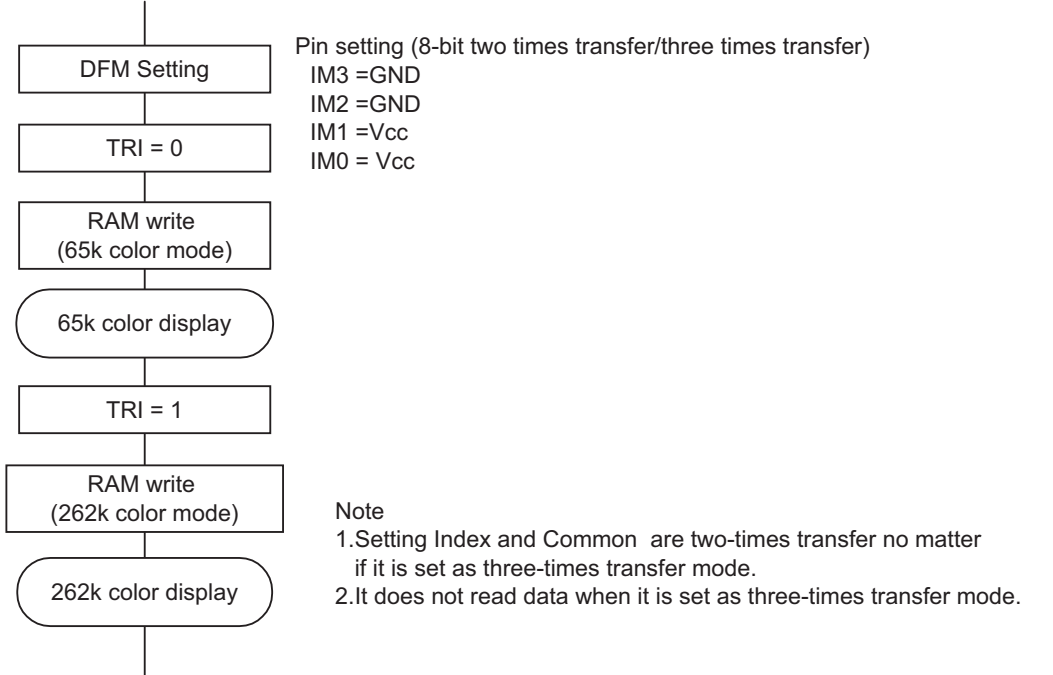 DFM Setting
TRI = 0
RAM write
(65k color mode)
65k color display
TRI = 1
RAM write
(262k color mode)
262k color display
Pin setting (8-bit two times transfer/three times transfer)
IM3 =GND
IM2 =GND
IM1 =Vcc
IM0 = Vcc
Note
1.Setting Index and Common  are two-times transfer no matter
if it is set as three-times transfer mode.
2.It does not read data when it is set as three-times transfer mode.